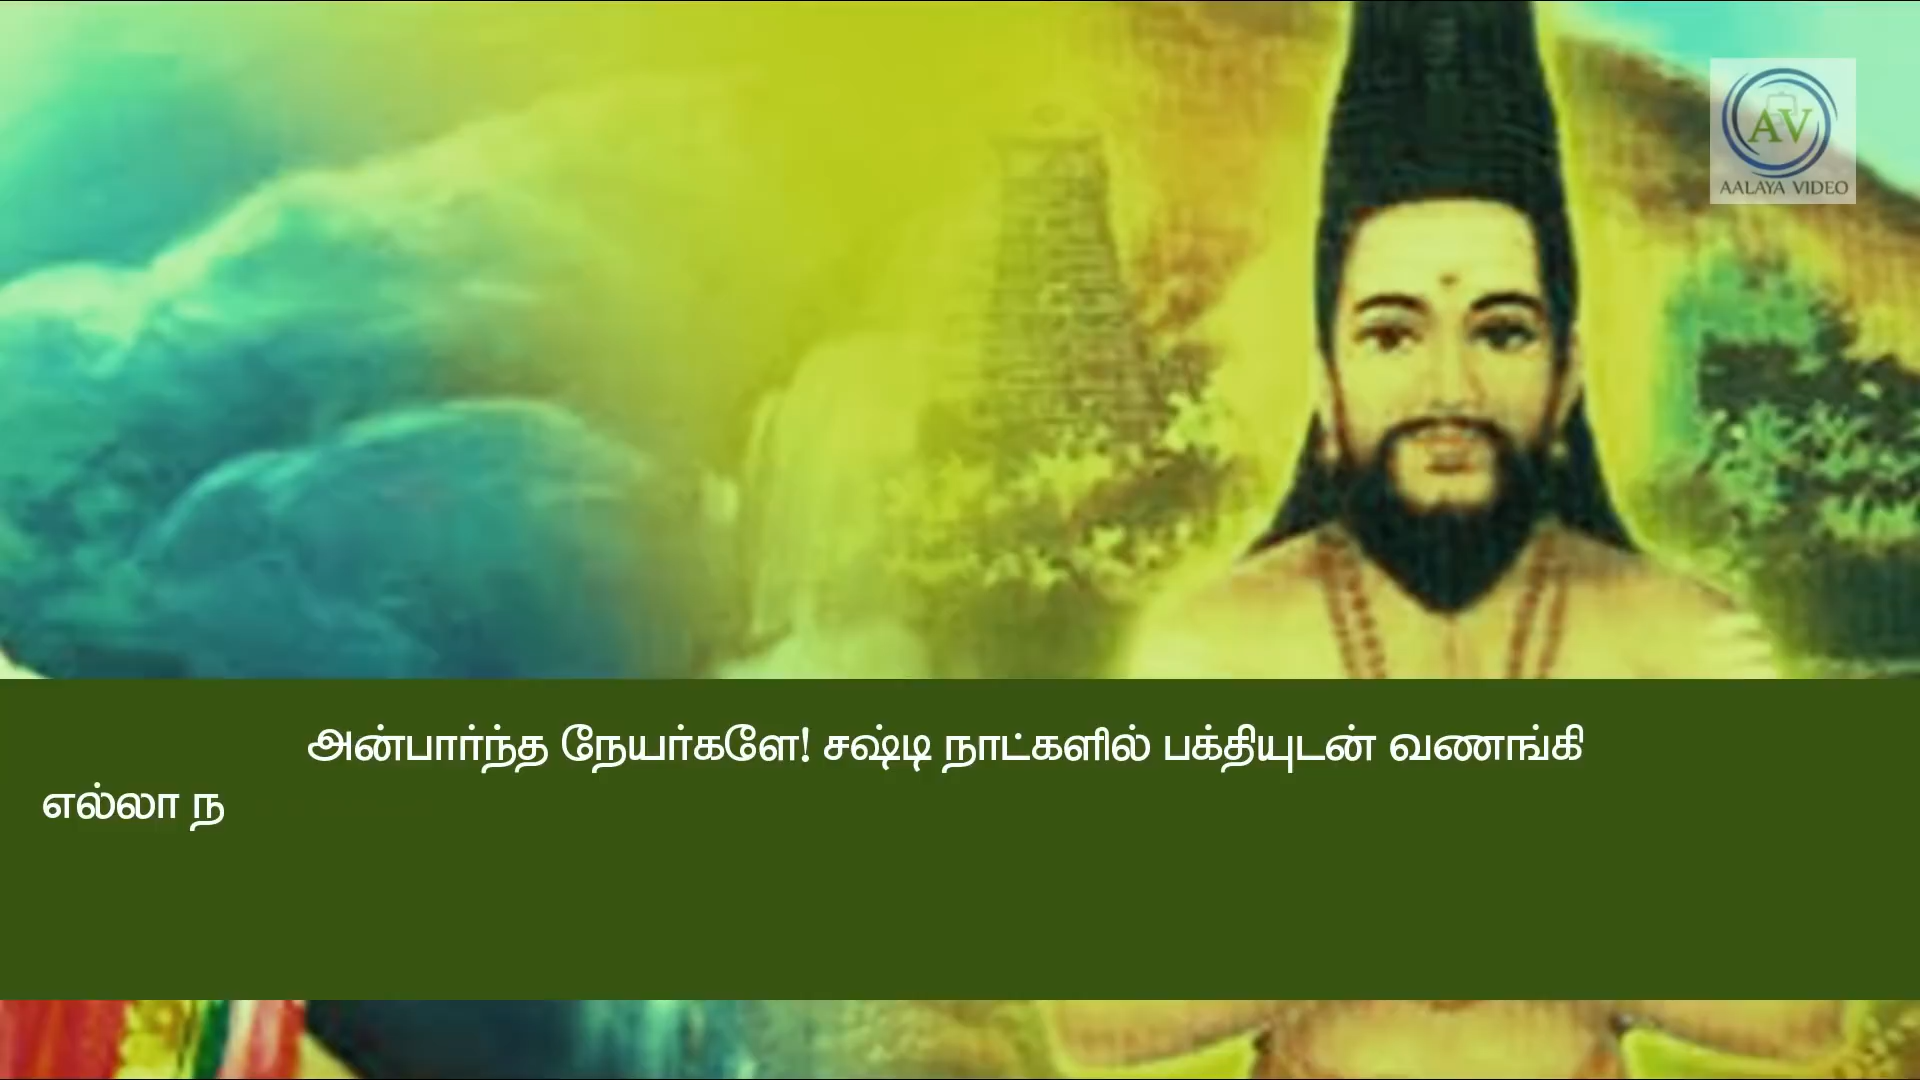 AV
AALAYA VIDEO
அன்பார்ந்த நேயர்களே! சஷ்டி நாட்களில் பக்தியுடன் வணங்கி
எல்லா ந